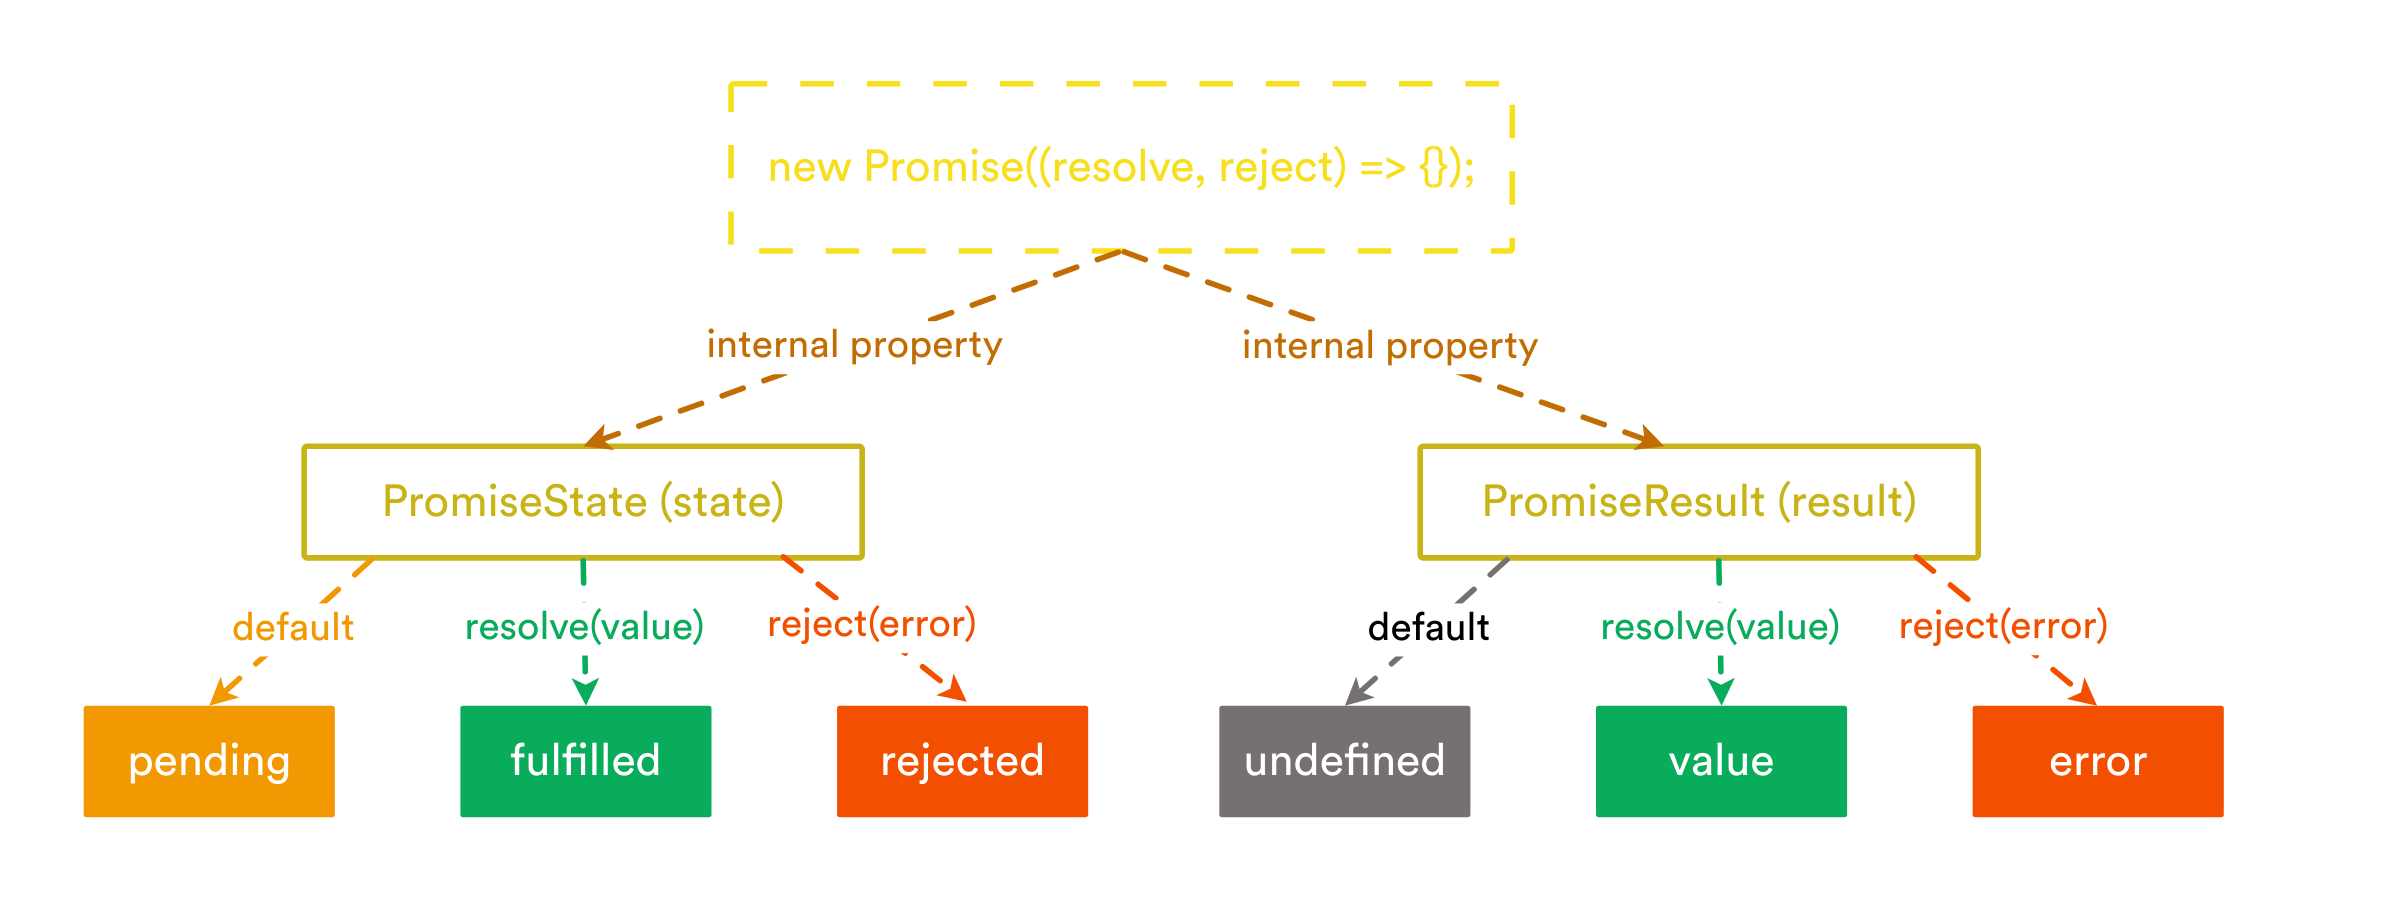 new Promise((resolve, reject) => {});
internal property
internal property
PromiseState (state)
PromiseResult (result)
default
resolve(value)
reject(error)
default
resolve(value)
reject(error)
pending
fulfilled
rejected
undefined
value
error